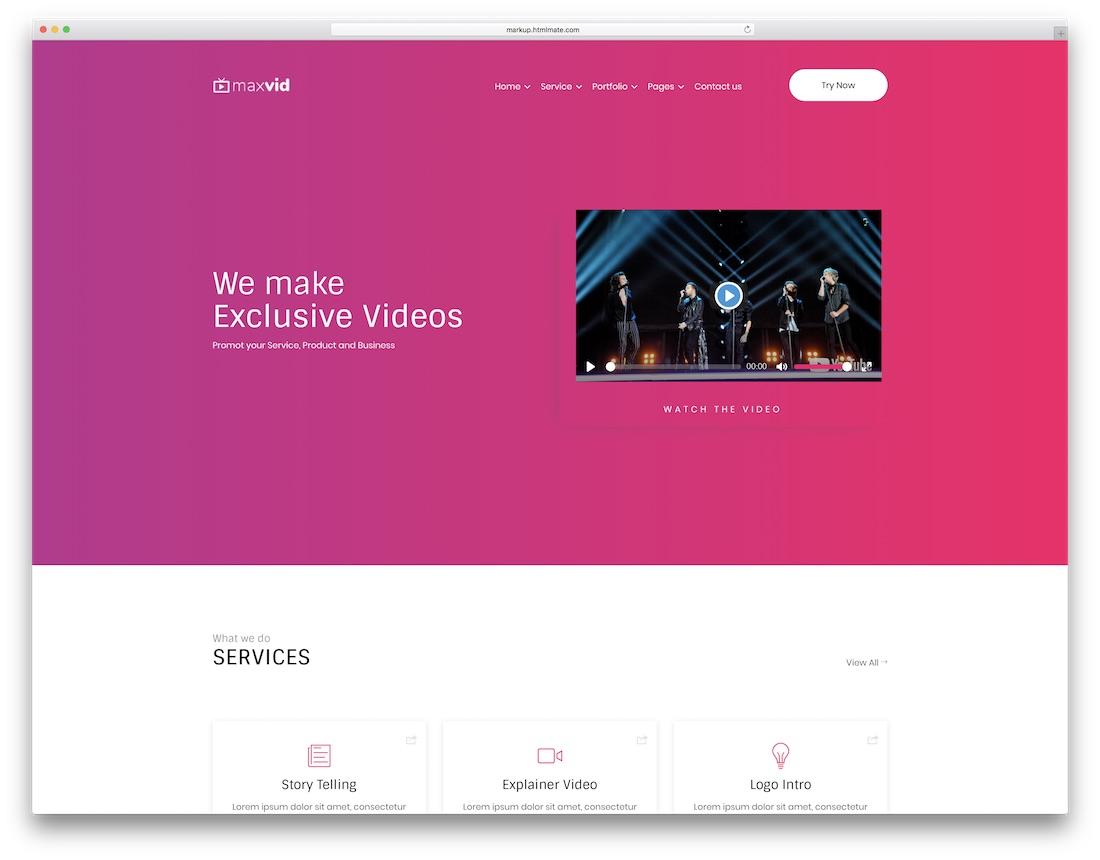 markup.htmlmate.com
maxvid
Home Service Portfolio Pages Contact us
Try Now
We make
Exclusive Videos
Promot your Service, Product and Business
00:00
YouTube
WATCH THE VIDEO
What we do
SERVICES
View All →
Story Telling
Lorem ipsum dolor sit amet, consectetur
Explainer Video
Lorem ipsum dolor sit amet, consectetur
Logo Intro
Lorem ipsum dolor sit amet, consectetur